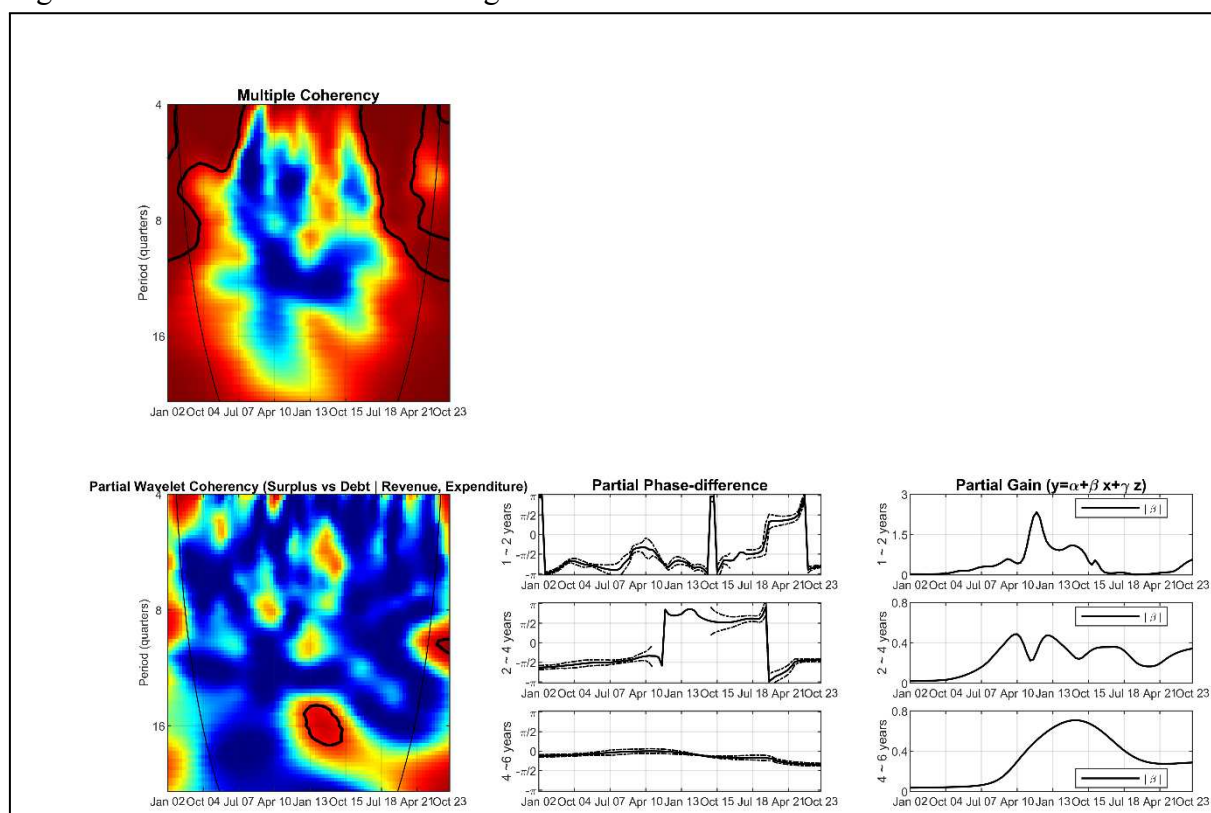 Multiple Coherency
4
8
16
Period (quarters)
Jan 02 Oct 04 Jul 07 Apr 10 Jan 13 Oct 15 Jul 18 Apr 21 Oct 23
Partial Wavelet Coherency (Surplus vs Debt | Revenue, Expenditure)
4
8
16
Period (quarters)
Jan 02 Oct 04 Jul 07 Apr 10 Jan 13 Oct 15 Jul 18 Apr 21 Oct 23
Partial Phase-difference
1 ~ 2 years
π
π/2
0
-π/2
-π
Jan 02 Oct 04 Jul 07 Apr 10 Jan 13 Oct 15 Jul 18 Apr 21 Oct 23
2 ~ 4 years
π
π/2
0
-π/2
-π
Jan 02 Oct 04 Jul 07 Apr 10 Jan 13 Oct 15 Jul 18 Apr 21 Oct 23
4 ~6 years
π
π/2
0
-π/2
-π
Jan 02 Oct 04 Jul 07 Apr 10 Jan 13 Oct 15 Jul 18 Apr 21 Oct 23
Partial Gain (y=α+β x+γ z)
1 ~ 2 years
3
1.5
0
| β |
Jan 02 Oct 04 Jul 07 Apr 10 Jan 13 Oct 15 Jul 18 Apr 21 Oct 23
2 ~ 4 years
0.8
0.4
0
| β |
Jan 02 Oct 04 Jul 07 Apr 10 Jan 13 Oct 15 Jul 18 Apr 21 Oct 23
4 ~ 6 years
0.8
0.4
0
| β |
Jan 02 Oct 04 Jul 07 Apr 10 Jan 13 Oct 15 Jul 18 Apr 21 Oct 23